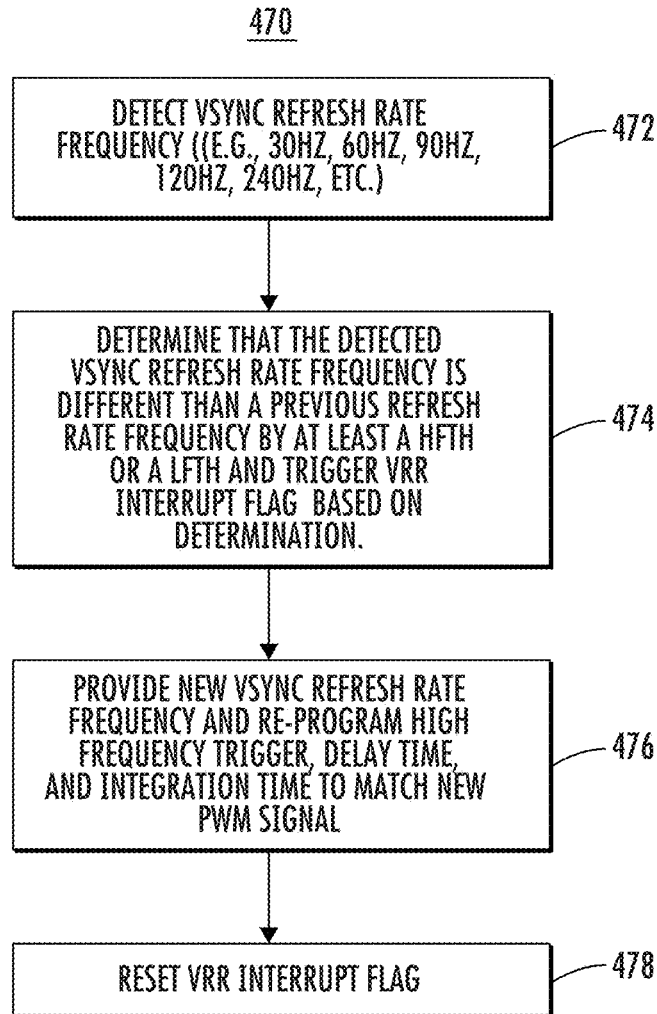 470
DETECT VSYNC REFRESH RATE
FREQUENCY ((E.G., 30HZ, 60HZ, 90HZ,
120HZ, 240HZ, ETC.)
472
DETERMINE THAT THE DETECTED
VSYNC REFRESH RATE FREQUENCY IS
DIFFERENT THAN A PREVIOUS REFRESH
RATE FREQUENCY BY AT LEAST A HFTH
OR A LFTH AND TRIGGER VRR
INTERRUPT FLAG BASED ON
DETERMINATION.
474
PROVIDE NEW VSYNC REFRESH RATE
FREQUENCY AND RE-PROGRAM HIGH
FREQUENCY TRIGGER, DELAY TIME,
AND INTEGRATION TIME TO MATCH NEW
PWM SIGNAL
476
RESET VRR INTERRUPT FLAG
478